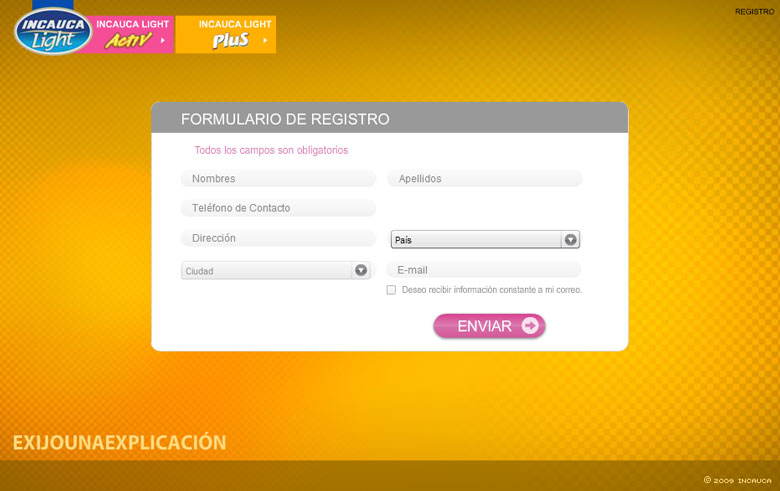 INCAUCA
Light
INCAUCA LIGHT
Activ
INCAUCA LIGHT
Plus
REGISTRO
FORMULARIO DE REGISTRO
Todos los campos son obligatorios
Nombres
Apellidos
Teléfono de Contacto
Dirección
País
Ciudad
E-mail
Deseo recibir información constante a mi correo.
ENVIAR
EXIJOUNAEXPLICACIÓN
© 2009 INCAUCA